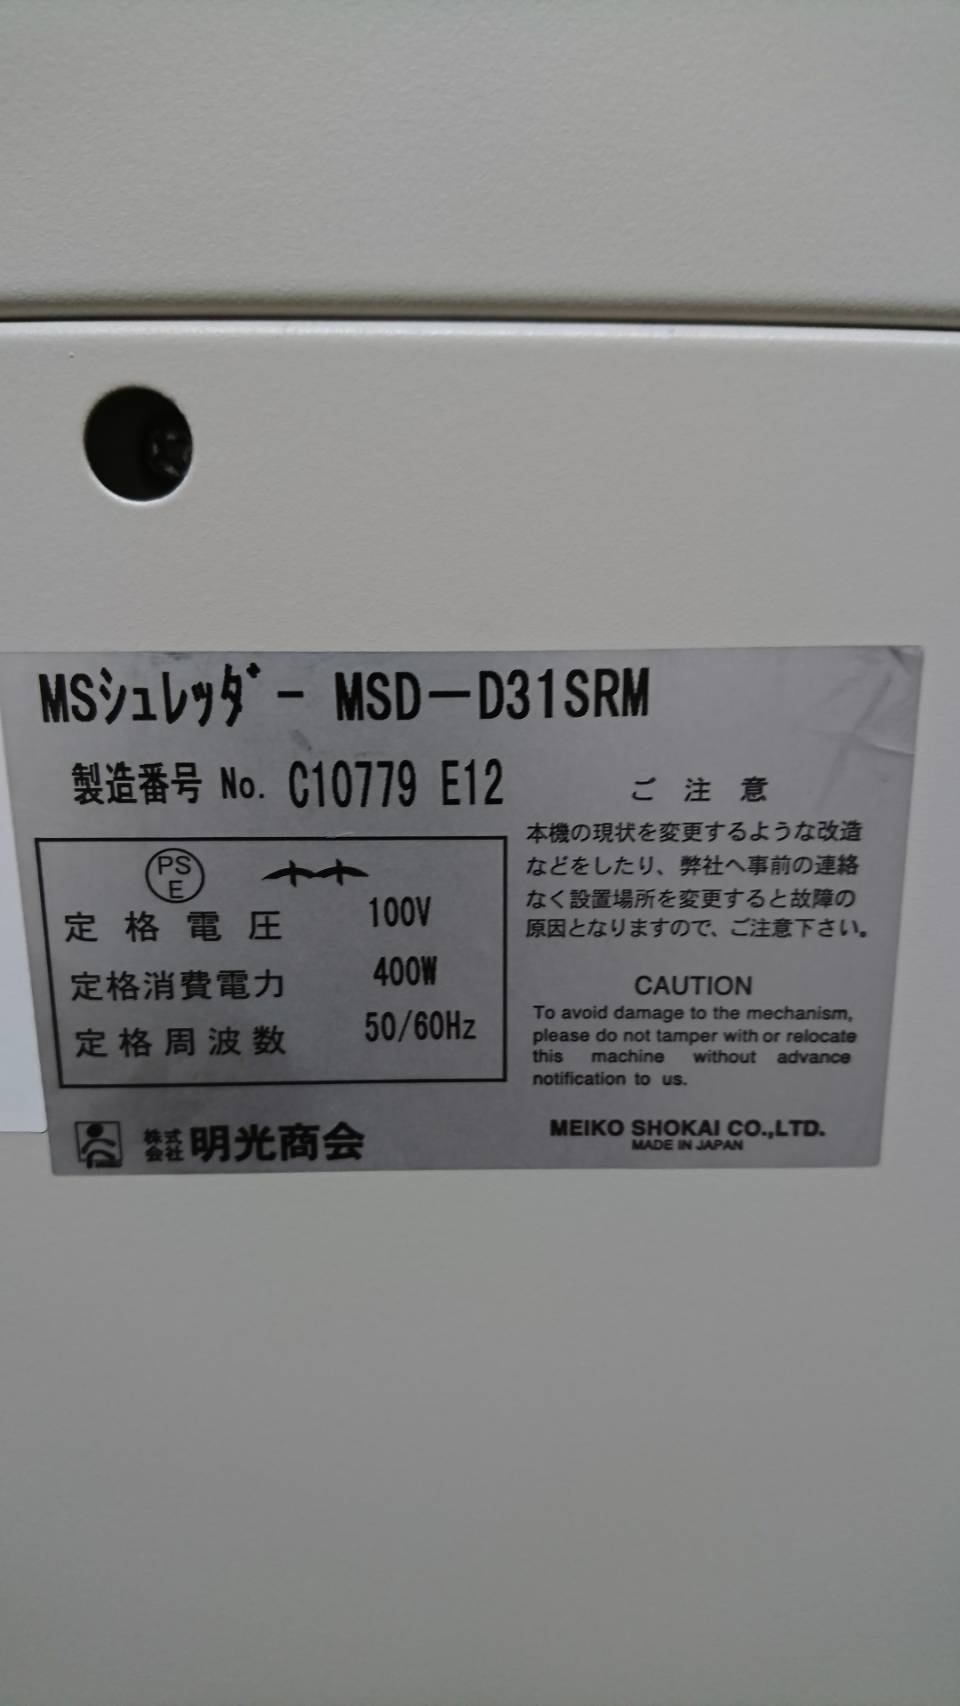 MSシュレッダー MSD-D31SRM
製造番号 No. C10779 E12
PS
E
定格電圧 100V
定格消費電力 400W
定格周波数 50/60Hz
株式会社 明光商会
ご注意
本機の現状を変更するような改造
などをしたり、弊社へ事前の連絡
なく設置場所を変更すると故障の
原因となりますので、ご注意下さい。
CAUTION
To avoid damage to the mechanism,
please do not tamper with or relocate
this machine without advance
notification to us.
MEIKO SHOKAI CO.,LTD.
MADE IN JAPAN